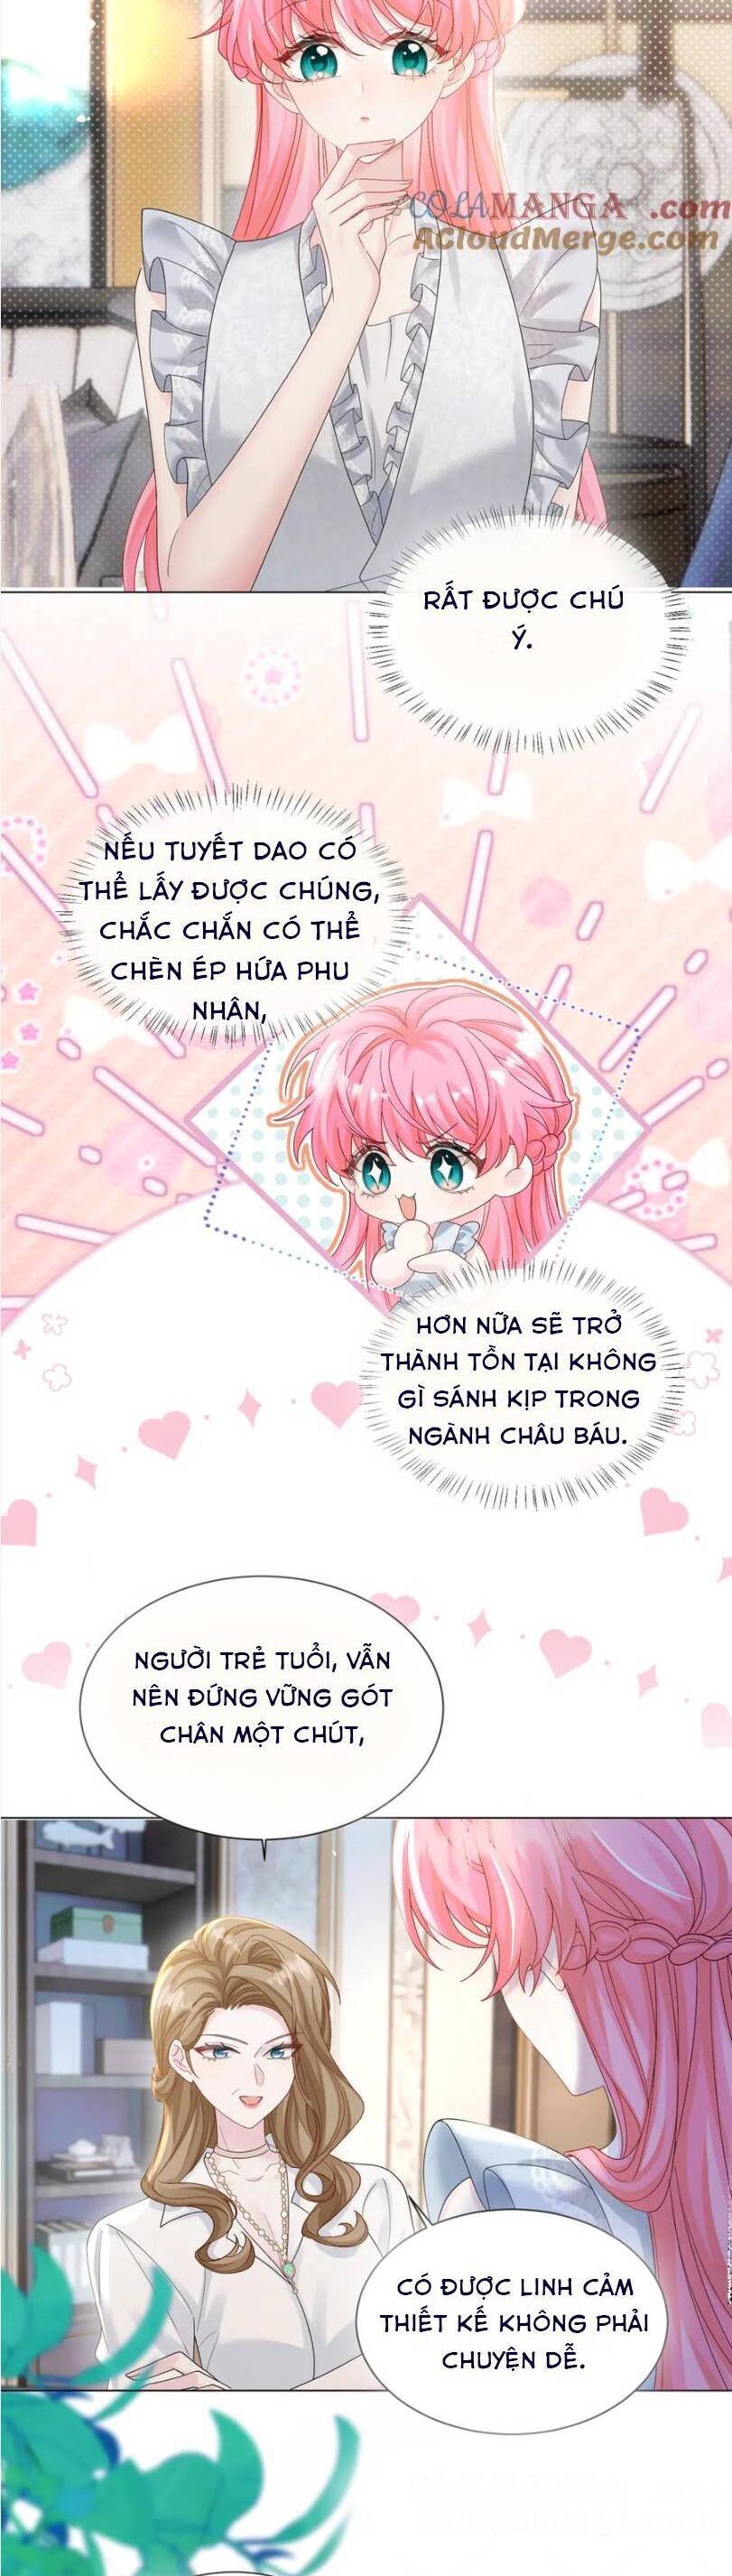 COLAMANGA.com
AcloudMerge.com
RẤT ĐƯỢC CHÚ
Ý.
NẾU TUYẾT DAO CÓ
THỂ LẤY ĐƯỢC CHÚNG,
CHẮC CHẮN CÓ THỂ
CHÈN ÉP HỨA PHU
NHÂN,
HƠN NỮA SẼ TRỞ
THÀNH TỒN TẠI KHÔNG
GÌ SÁNH KỊP TRONG
NGÀNH CHÂU BÁU.
NGƯỜI TRẺ TUỔI, VẪN
NÊN ĐỨNG VỮNG GÓT
CHÂN MỘT CHÚT,
CÓ ĐƯỢC LINH CẢM
THIẾT KẾ KHÔNG PHẢI
CHUYỆN DỄ.